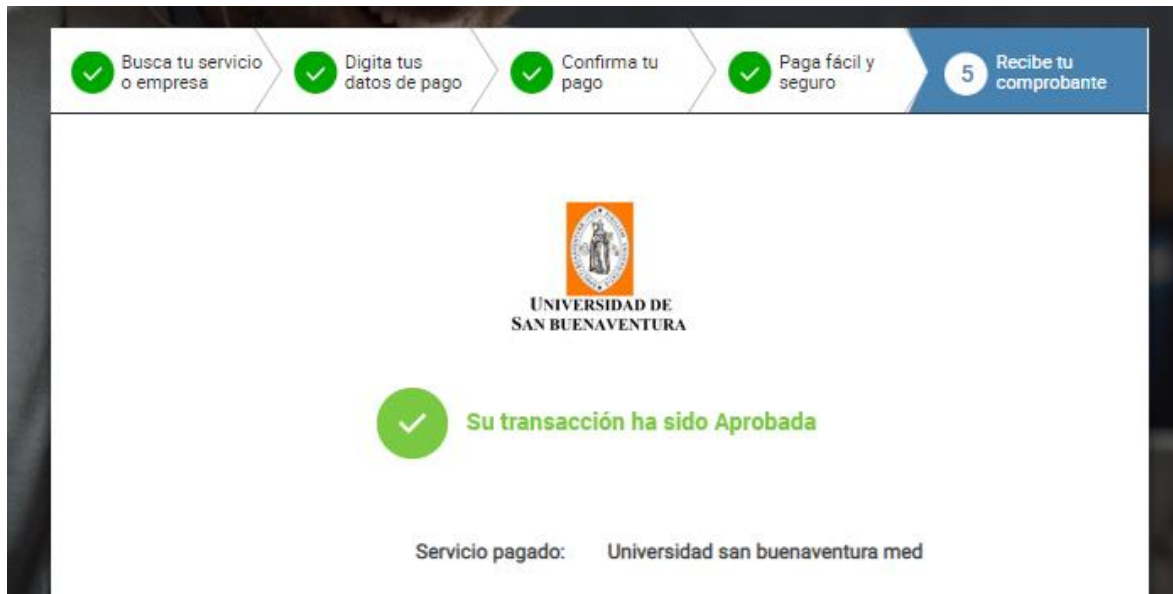 Busca tu servicio
o empresa
Digita tus
datos de pago
Confirma tu
pago
Paga fácil y
seguro
5
Recibe tu
comprobante
UNIVERSIDAD DE
SAN BUENAVENTURA
Su transacción ha sido Aprobada
Servicio pagado: Universidad san buenaventura med